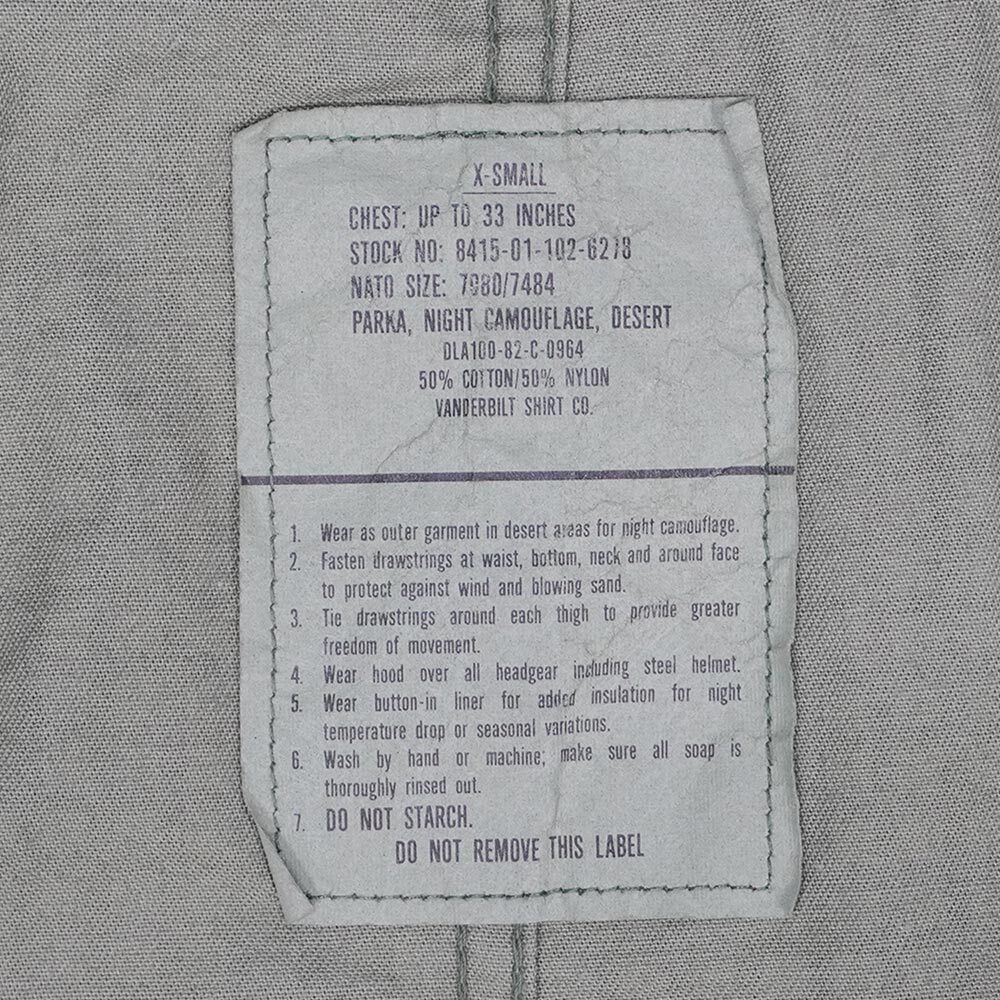 X-SMALL
CHEST: UP TO 33 INCHES
STOCK NO: 8415-01-102-6278
NATO SIZE: 7980/7484
PARKA, NIGHT CAMOUFLAGE, DESERT
DLA100-82-C-0964
50% COTTON/50% NYLON
VANDERBILT SHIRT CO.
1. Wear as outer garment in desert areas for night camouflage.
2. Fasten drawstrings at waist, bottom, neck and around face
to protect against wind and blowing sand.
3. Tie drawstrings around each thigh to provide greater
freedom of movement.
4. Wear hood over all headgear including steel helmet.
5. Wear button-in liner for added insulation for night
temperature drop or seasonal variations.
6. Wash by hand or machine; make sure all soap is
thoroughly rinsed out.
7. DO NOT STARCH.
DO NOT REMOVE THIS LABEL